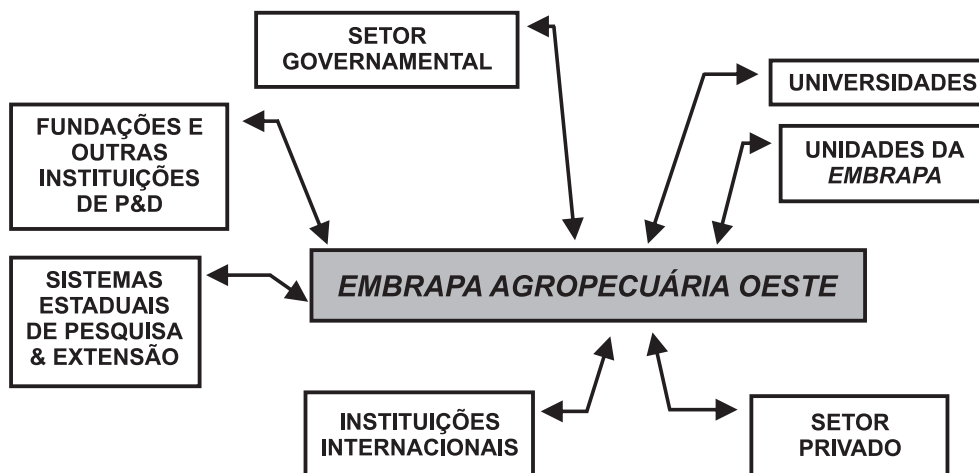 SETOR
GOVERNAMENTAL
UNIVERSIDADES
FUNDAÇÕES E
OUTRAS
INSTITUIÇÕES
DE P&D
UNIDADES DA
EMBRAPA
EMBRAPA AGROPECUÁRIA OESTE
SISTEMAS
ESTADUAIS
DE PESQUISA
& EXTENSÃO
INSTITUIÇÕES
INTERNACIONAIS
SETOR
PRIVADO